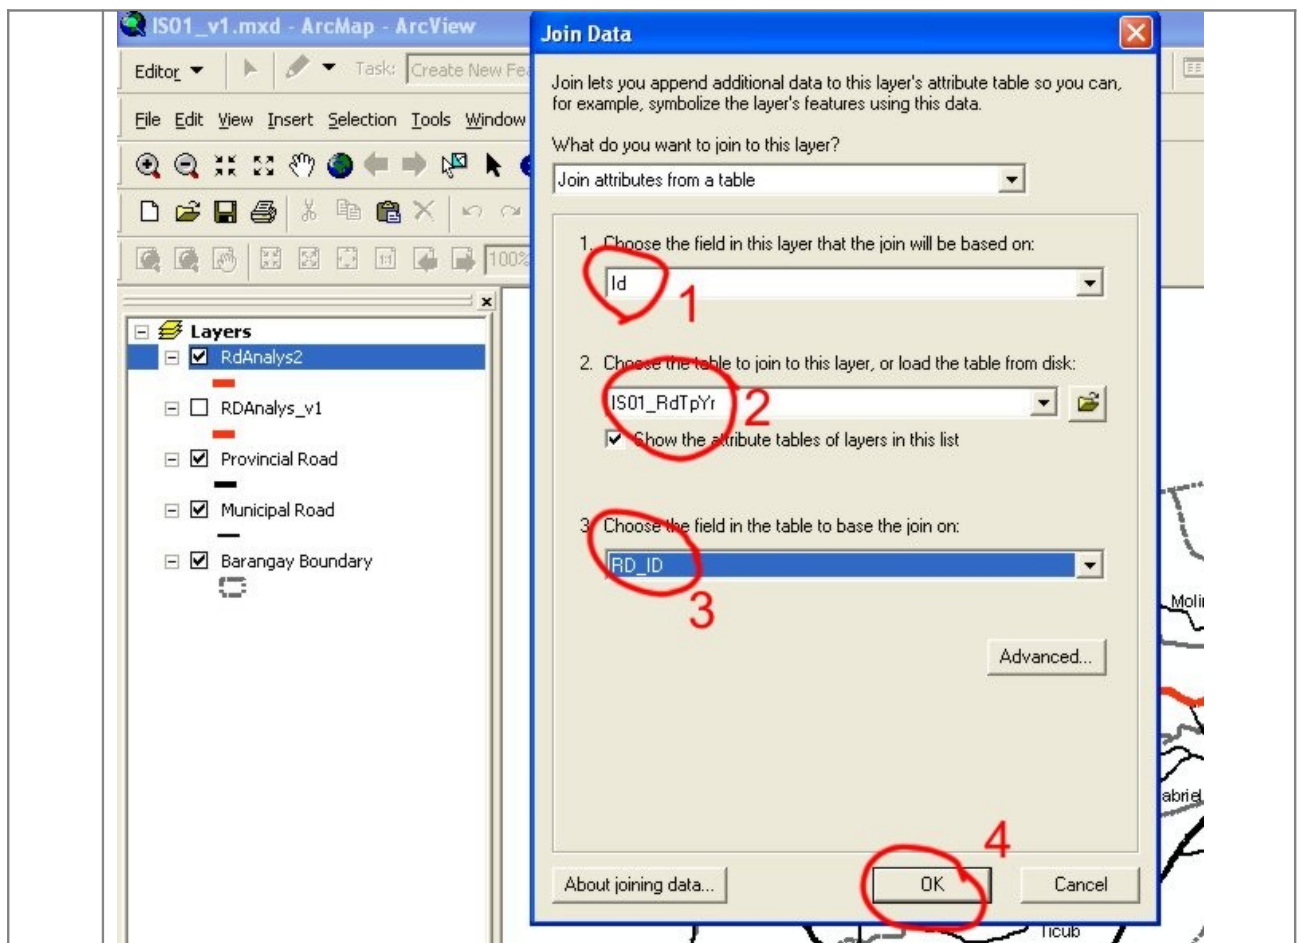 IS01_v1.mxd - ArcMap - ArcView
Editor
Task:
Create New Fea
File Edit View Insert Selection Tools Window
100%
1:1
Layers
RdAnalys2
RDAnalys_v1
Provincial Road
Municipal Road
Barangay Boundary
Join Data
Join lets you append additional data to this layer's attribute table so you can,
for example, symbolize the layer's features using this data.
What do you want to join to this layer?
Join attributes from a table
1. Choose the field in this layer that the join will be based on:
Id
1
2. Choose the table to join to this layer, or load the table from disk:
IS01_RdTpYr
2
Show the attribute tables of layers in this list
3. Choose the field in the table to base the join on:
RD_ID
3
Advanced...
4
About joining data...
OK
Cancel
Molin
abriel
Ticub